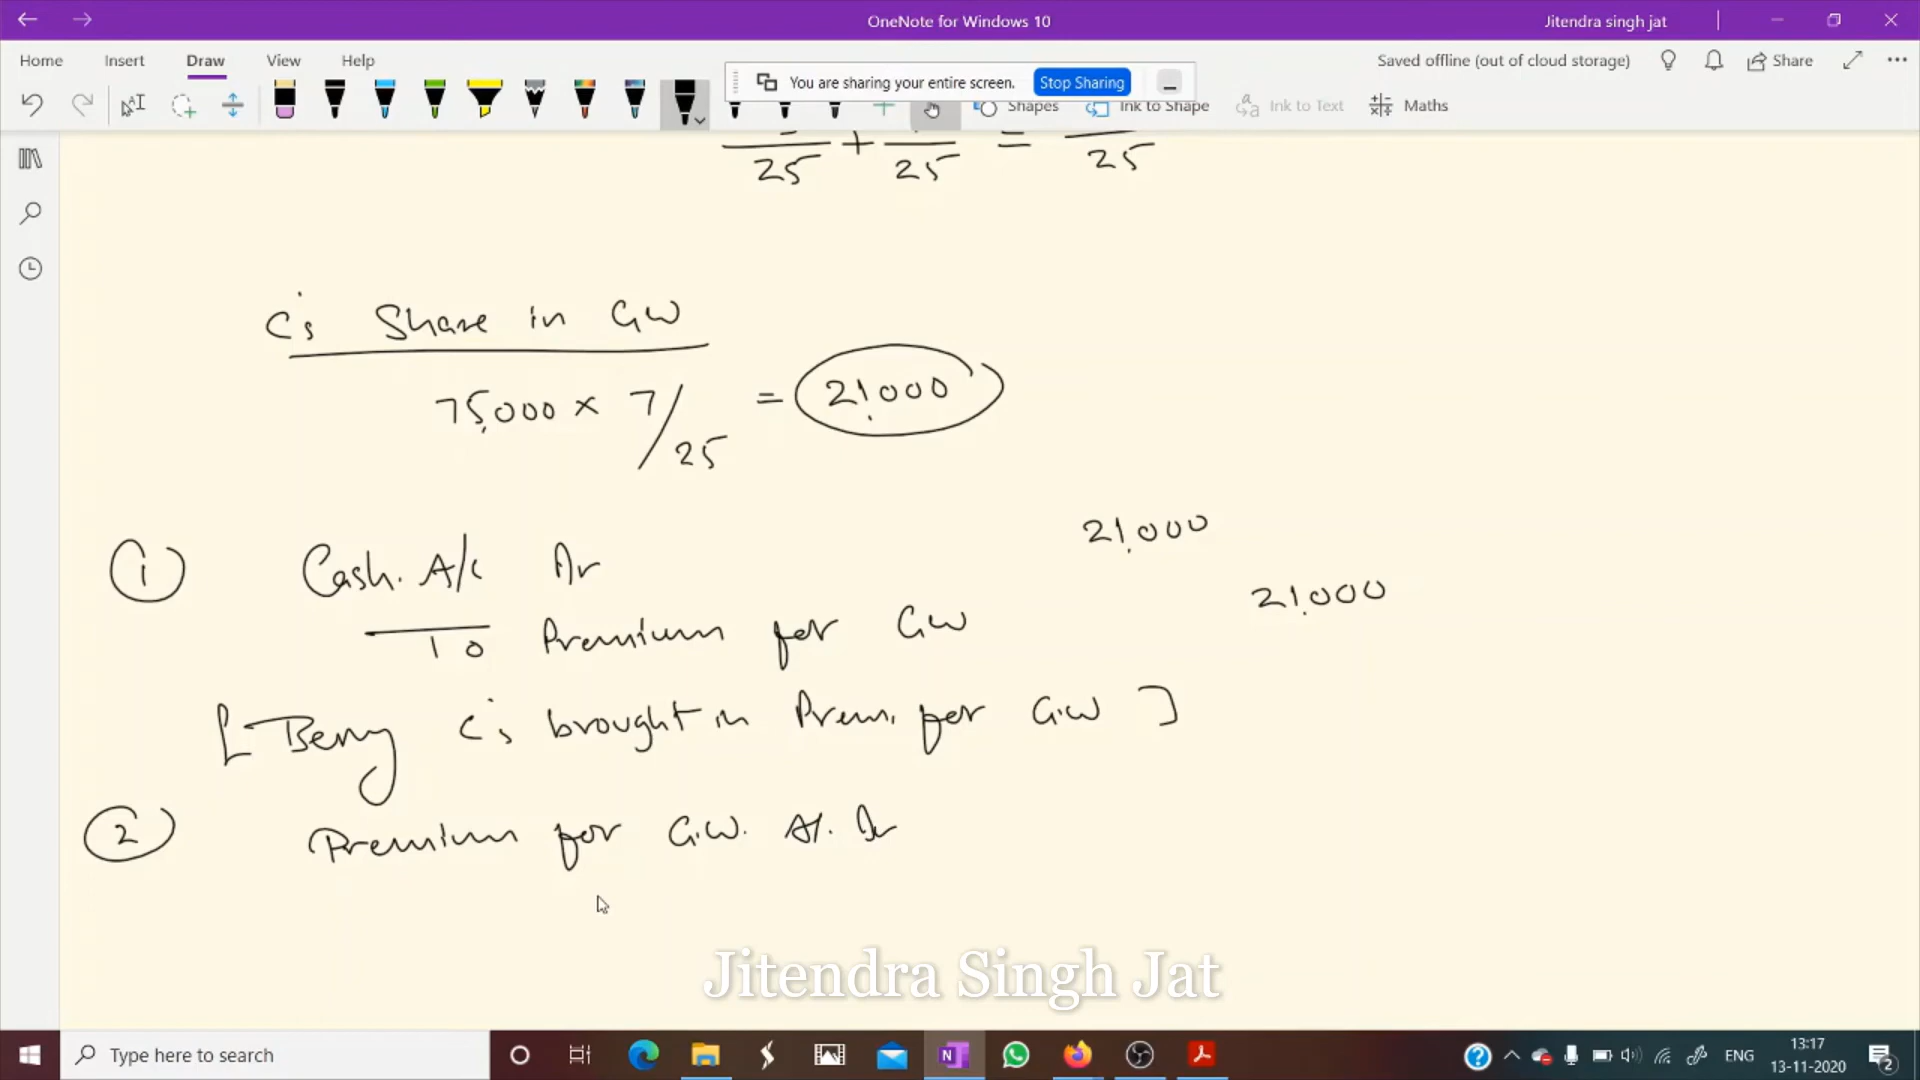 OneNote for Windows 10
Jitendra singh jat
Home Insert Draw View Help
Saved offline (out of cloud storage)
Share
You are sharing your entire screen. Stop Sharing
Shapes Ink to Shape Ink to Text Maths
25 + 25 = 25
C's Share in GW
75,000 × 7/25 = 21,000
1 Cash. A/c Dr 21,000
To Premium for GW 21,000
[ Being C's brought in Prem. for G.W ]
2 Premium for G.W. A/. Dr
Jitendra Singh Jat
Type here to search
ENG
13:17
13-11-2020
2